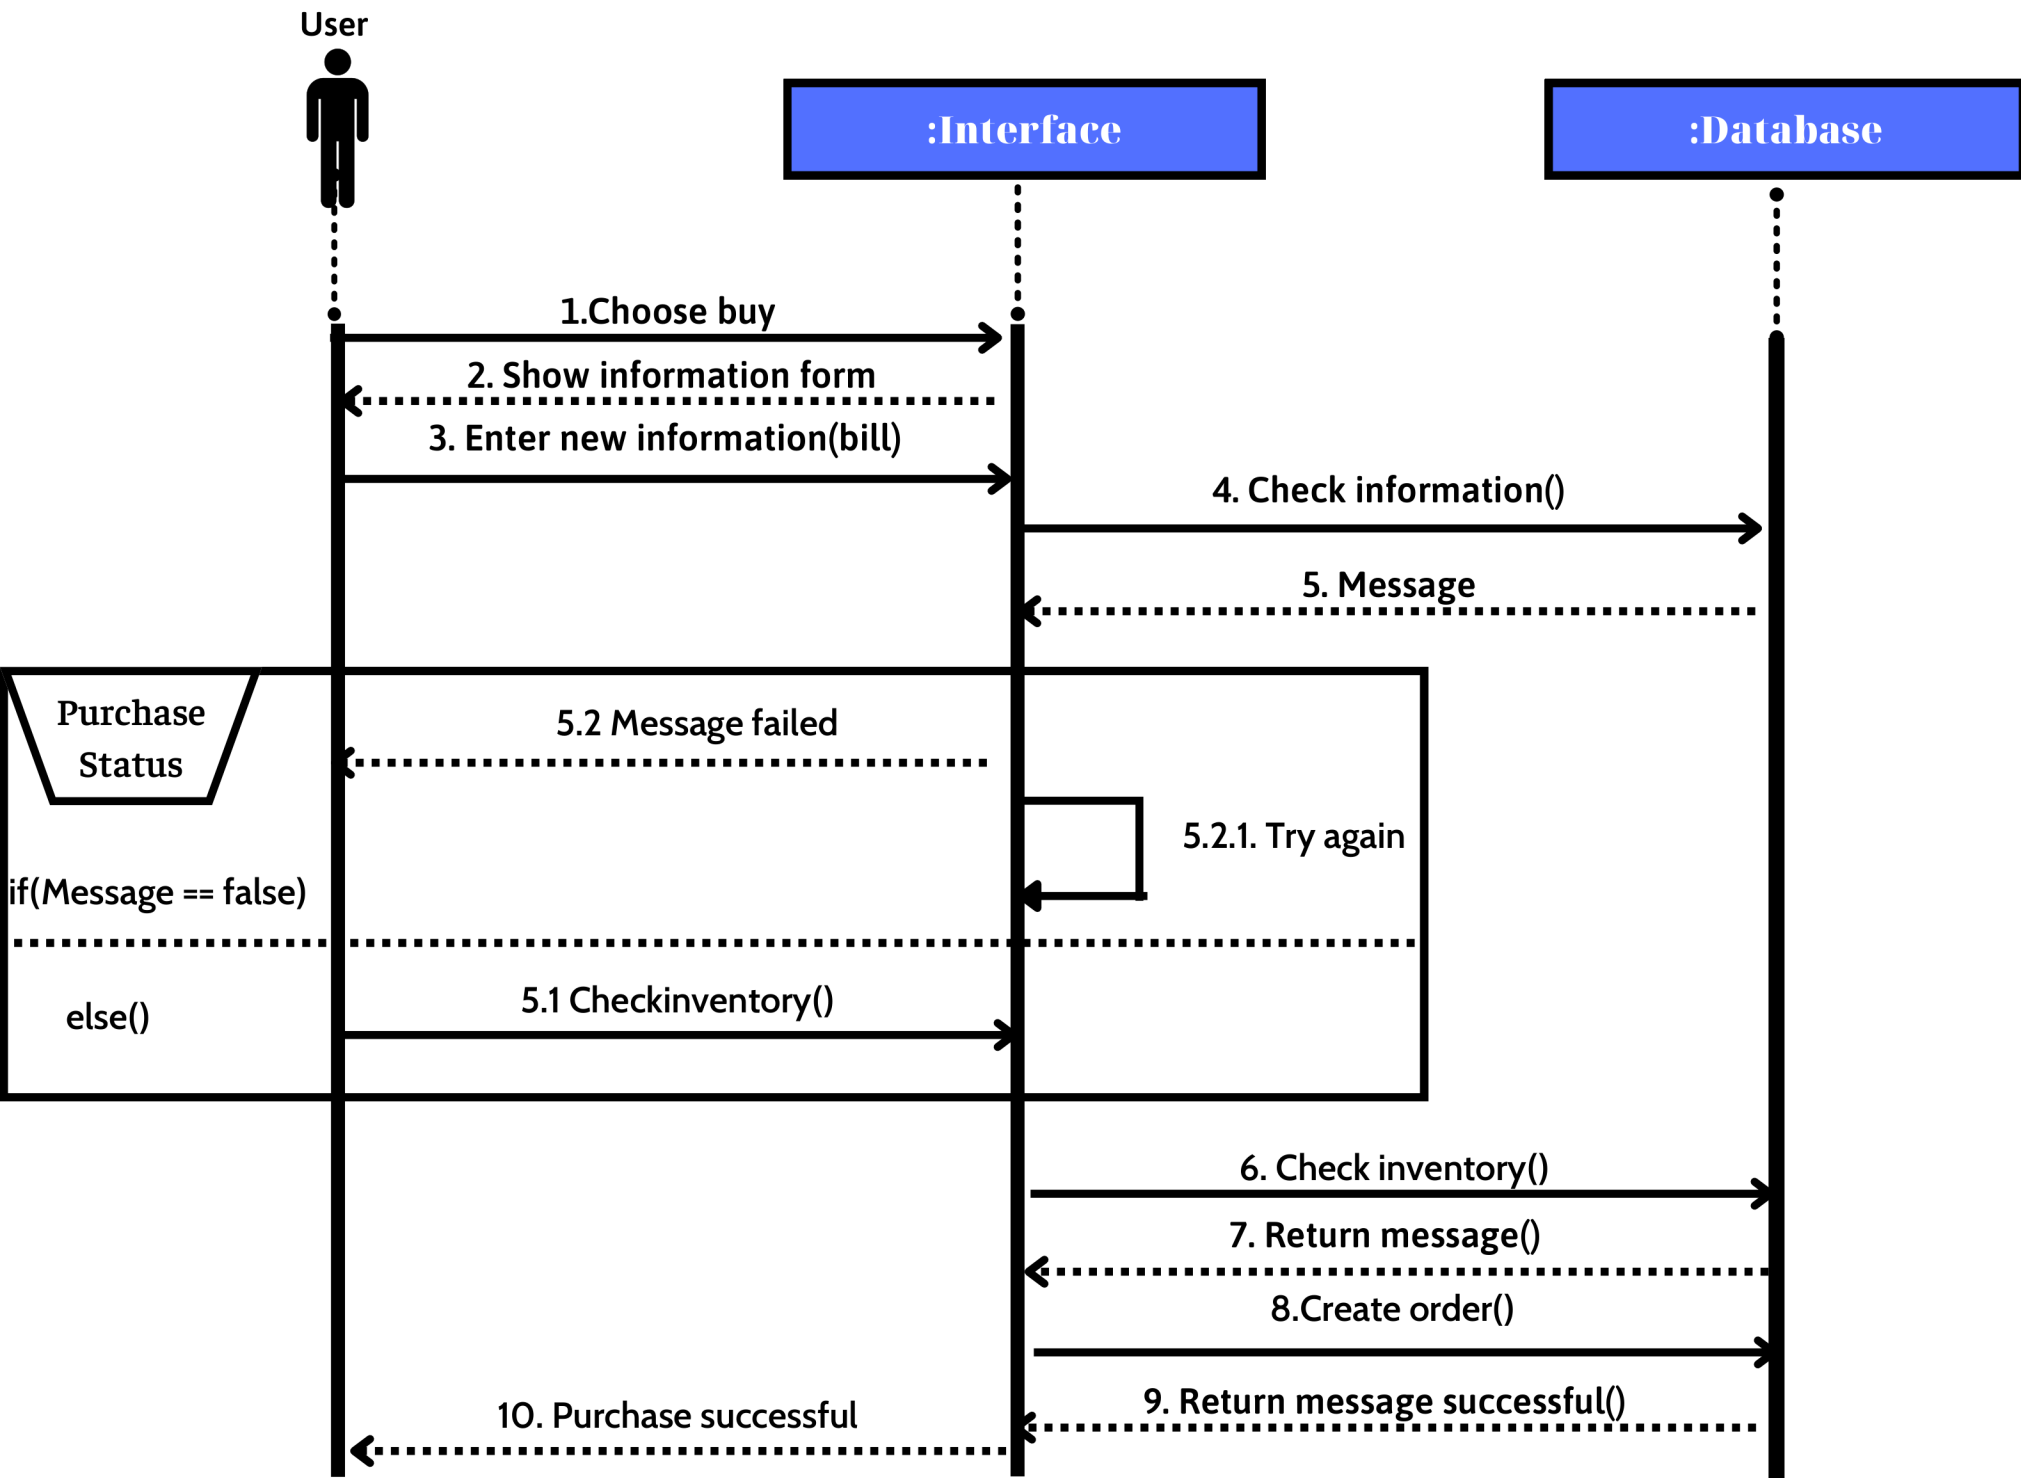 User
:Interface
:Database
1.Choose buy
2. Show information form
3. Enter new information(bill)
4. Check information()
5. Message
Purchase
Status
5.2 Message failed
5.2.1. Try again
if(Message == false)
5.1 Checkinventory()
else()
6. Check inventory()
7. Return message()
8.Create order()
9. Return message successful()
10. Purchase successful